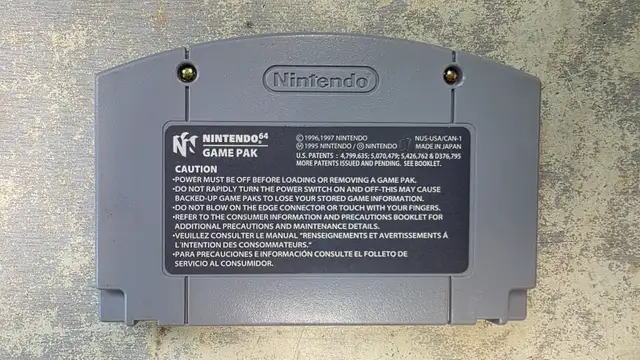 Nintendo
NINTENDO 64
GAME PAK
© 1996,1997 NINTENDO
Ⓜ 1995 NINTENDO / Ⓓ NINTENDO
NUS-USA/CAN-1
MADE IN JAPAN
U.S. PATENTS : 4,799,635; 5,070,479; 5,426,762 & D376,795
MORE PATENTS ISSUED AND PENDING. SEE BOOKLET.
CAUTION
•POWER MUST BE OFF BEFORE LOADING OR REMOVING A GAME PAK.
•DO NOT RAPIDLY TURN THE POWER SWITCH ON AND OFF-THIS MAY CAUSE
BACKED-UP GAME PAKS TO LOSE YOUR STORED GAME INFORMATION.
•DO NOT BLOW ON THE EDGE CONNECTOR OR TOUCH WITH YOUR FINGERS.
•REFER TO THE CONSUMER INFORMATION AND PRECAUTIONS BOOKLET FOR
ADDITIONAL PRECAUTIONS AND MAINTENANCE DETAILS.
•VEUILLEZ CONSULTER LE MANUAL "RENSEIGNEMENTS ET AVERTISSEMENTS Á
L'INTENTION DES CONSOMMATEURS."
•PARA PRECAUCIONES E INFORMACIÓN CONSULTE EL FOLLETO DE
SERVICIO AL CONSUMIDOR.